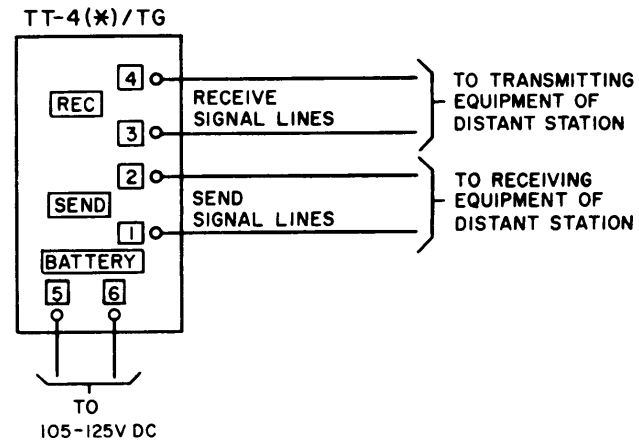 TT-4(*)/TG
4
REC
3
RECEIVE
SIGNAL LINES
TO TRANSMITTING
EQUIPMENT OF
DISTANT STATION
2
SEND
1
SEND
SIGNAL LINES
TO RECEIVING
EQUIPMENT OF
DISTANT STATION
BATTERY
5 6
TO
105-125V DC